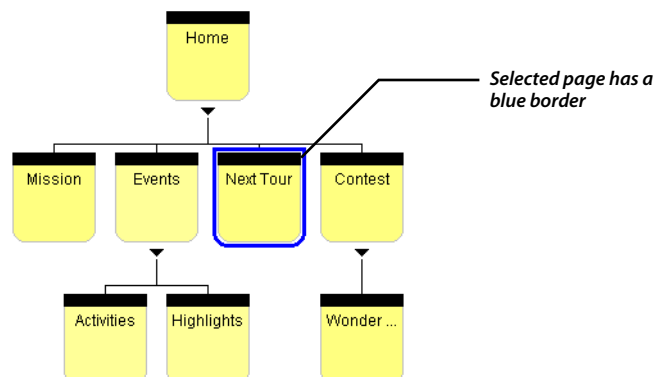 Home
Selected page has a
blue border
Mission
Events
Next Tour
Contest
Activities
Highlights
Wonder ...